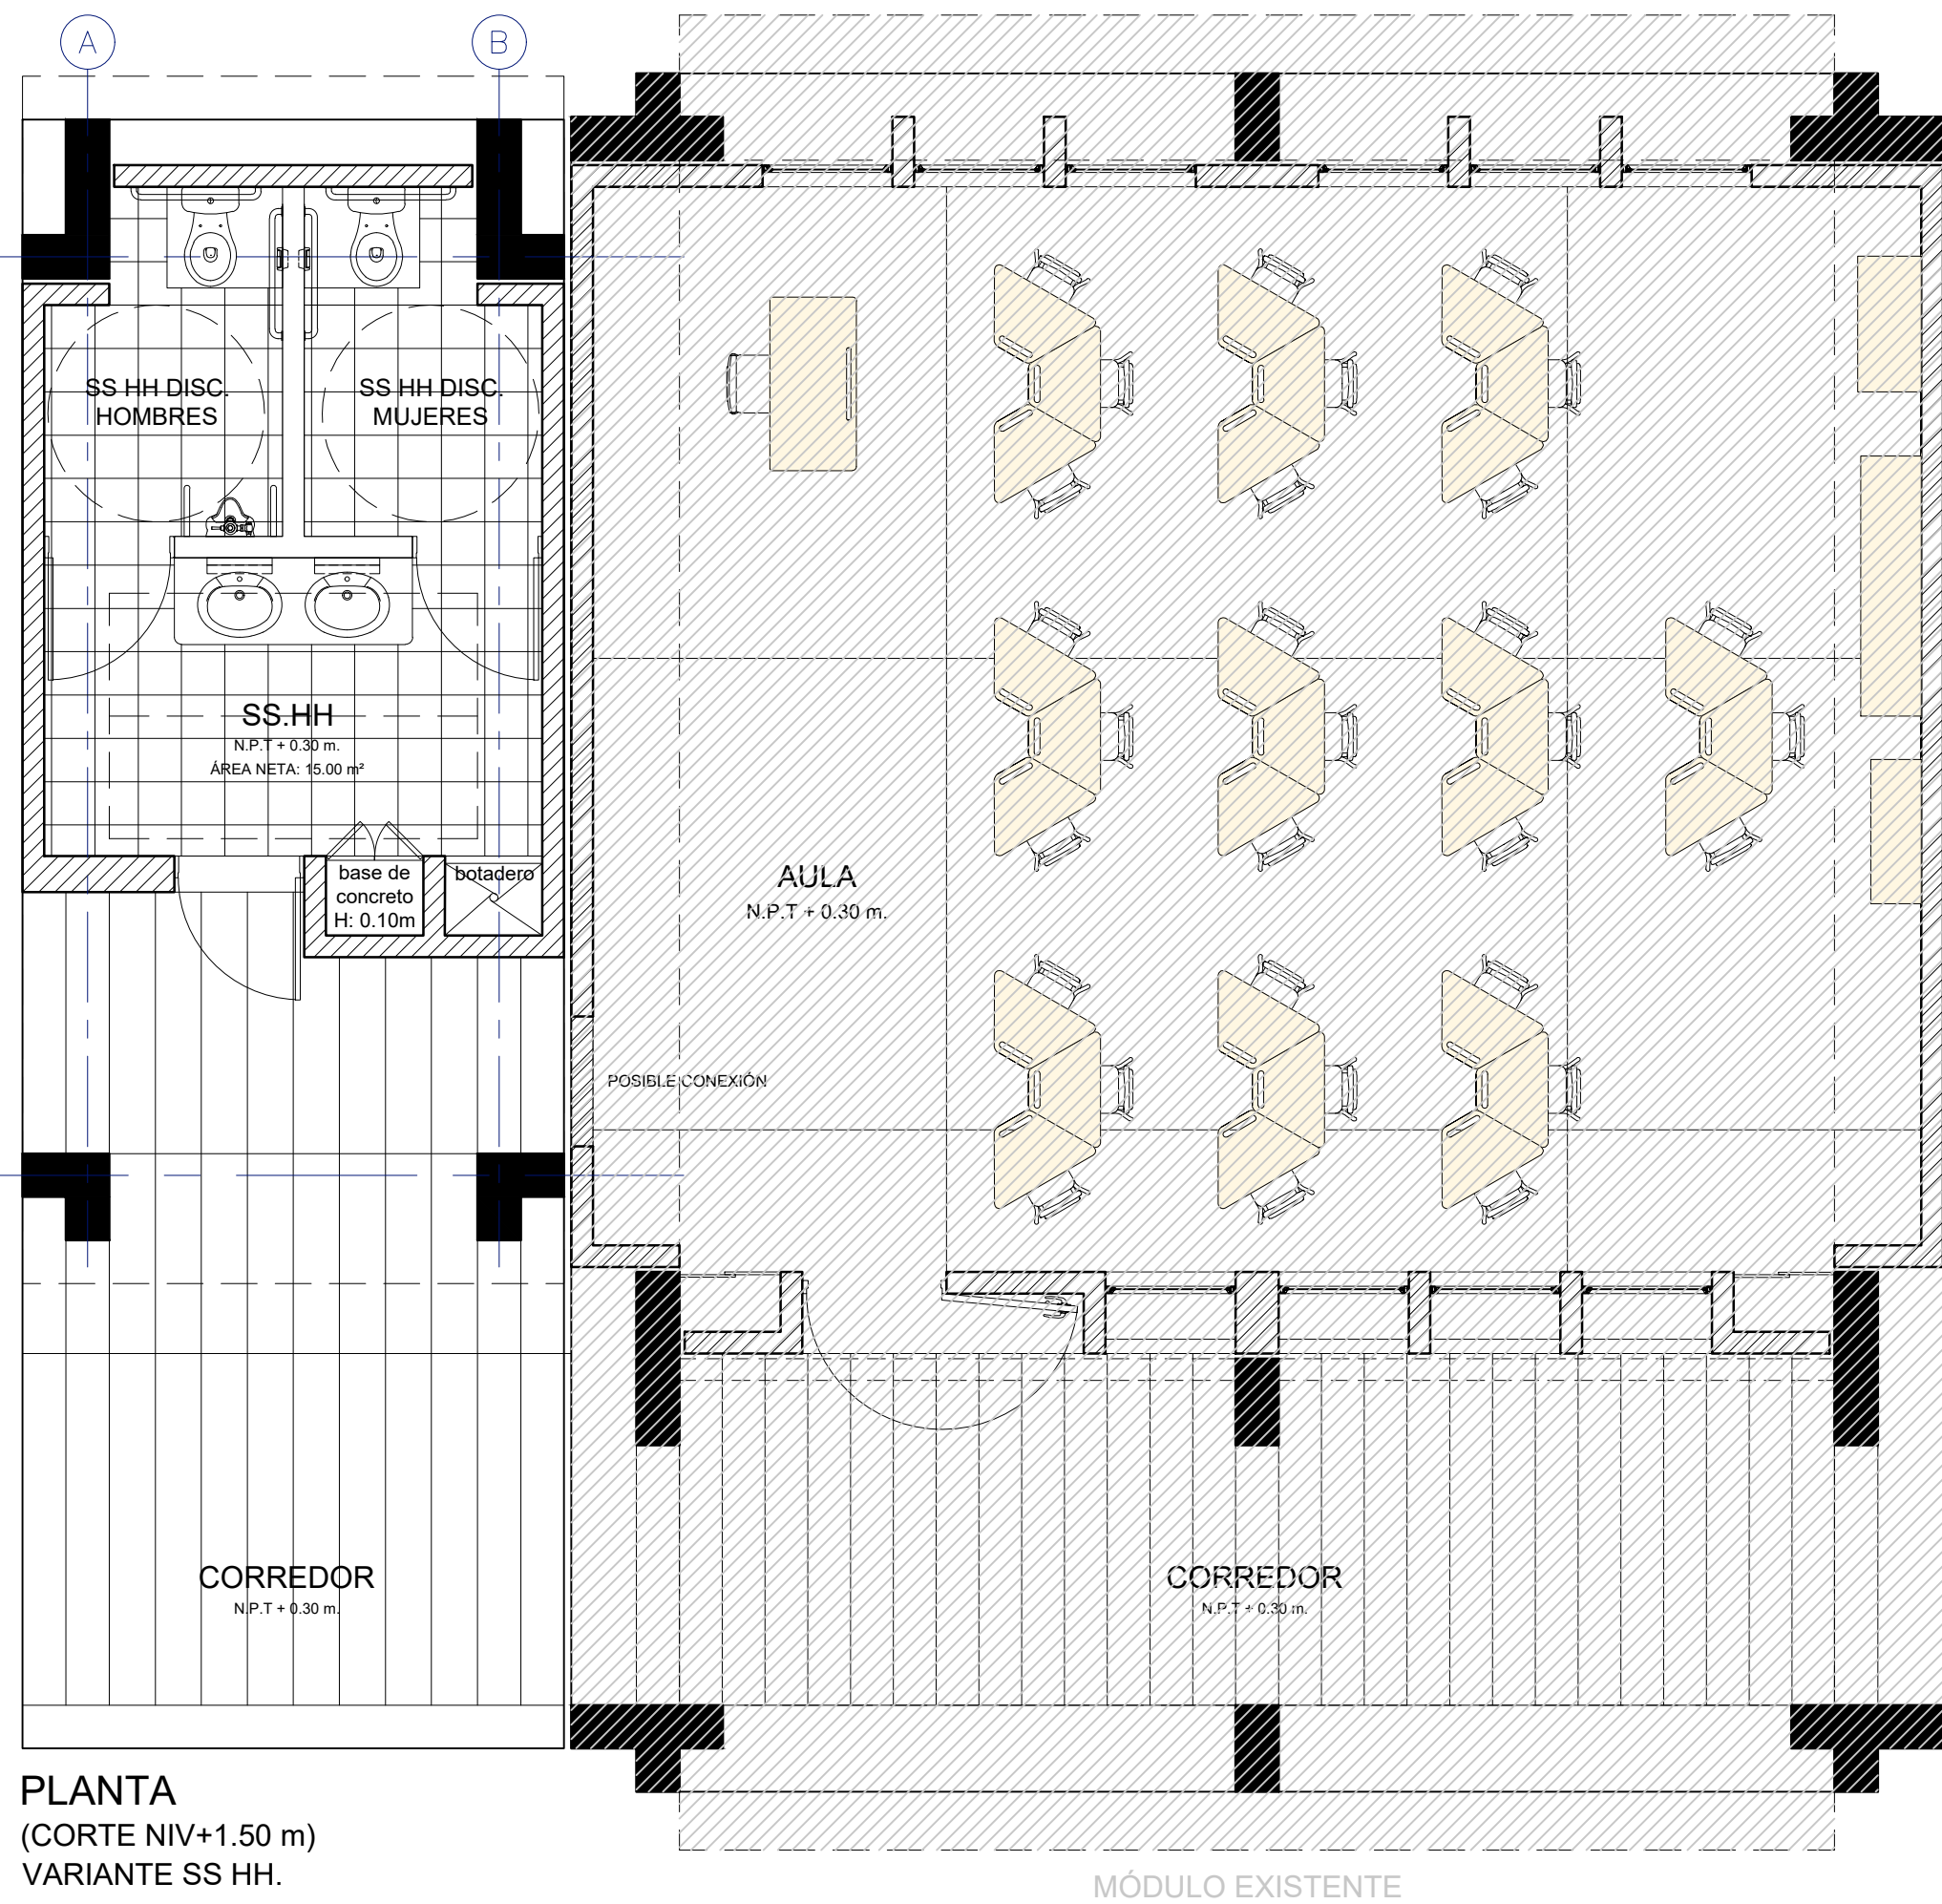 A
B
SS HH DISC.
HOMBRES
SS HH DISC.
MUJERES
SS.HH
N.P.T + 0.30 m.
ÁREA NETA: 15.00 m²
base de
concreto
H: 0.10m
botadero
AULA
N.P.T + 0.30 m.
POSIBLE CONEXIÓN
CORREDOR
N.P.T + 0.30 m.
CORREDOR
N.P.T + 0.30 m.
PLANTA
(CORTE NIV+1.50 m)
VARIANTE SS HH.
MÓDULO EXISTENTE